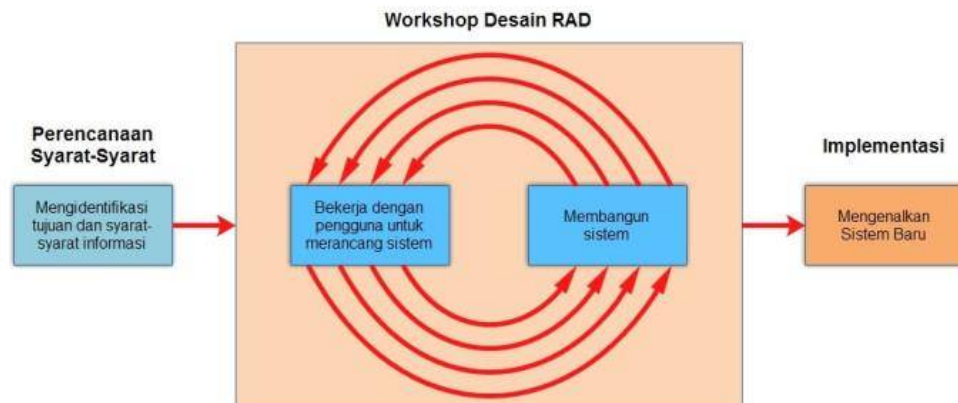 Workshop Desain RAD
Perencanaan
Syarat-Syarat
Mengidentifikasi
tujuan dan syarat-
syarat informasi
Bekerja dengan
pengguna untuk
merancang sistem
Membangun
sistem
Implementasi
Mengenalkan
Sistem Baru